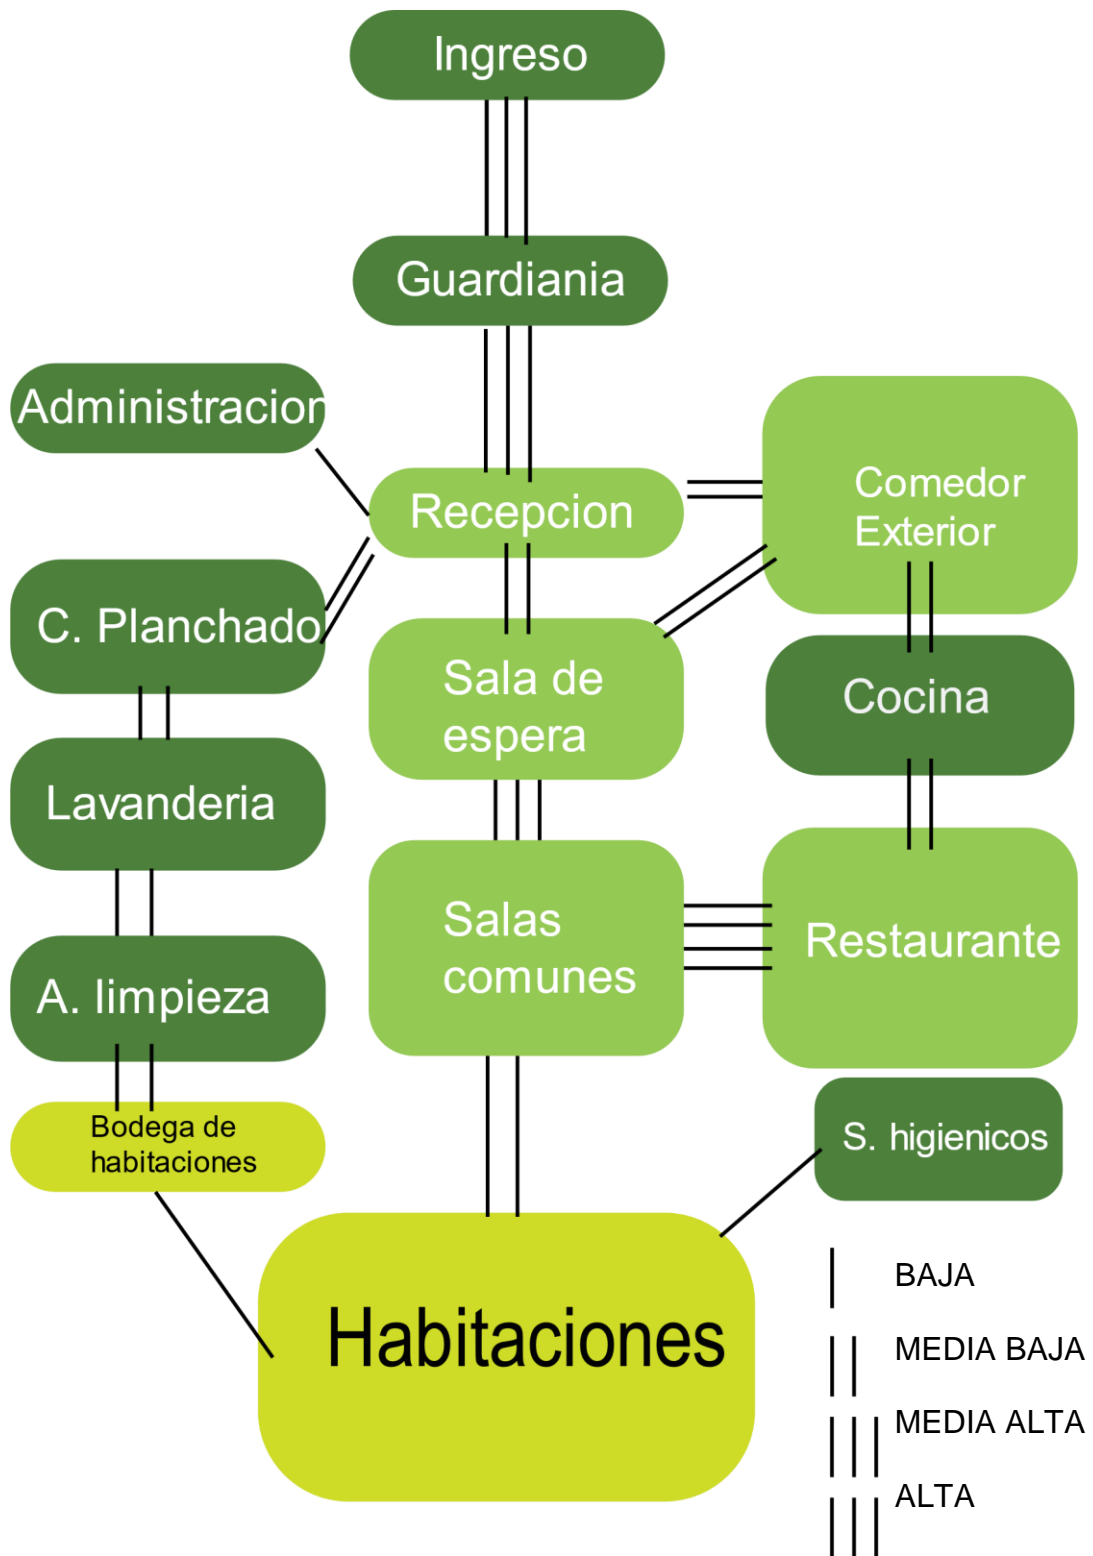 Ingreso
Guardiania
Administracion
Recepcion
Comedor
Exterior
C. Planchado
Sala de
espera
Cocina
Lavanderia
Salas
comunes
Restaurante
A. limpieza
Bodega de
habitaciones
S. higienicos
Habitaciones
BAJA
MEDIA BAJA
MEDIA ALTA
ALTA